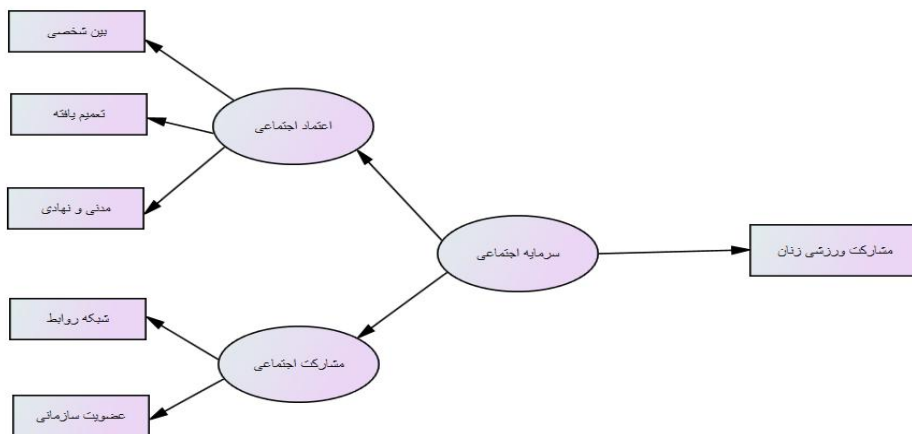 بین شخصی
تعمیم یافته
اعتماد اجتماعی
مدنی و نهادی
سرمایه اجتماعی
مشارکت ورزشی زنان
شبکه روابط
مشارکت اجتماعی
عضویت سازمانی